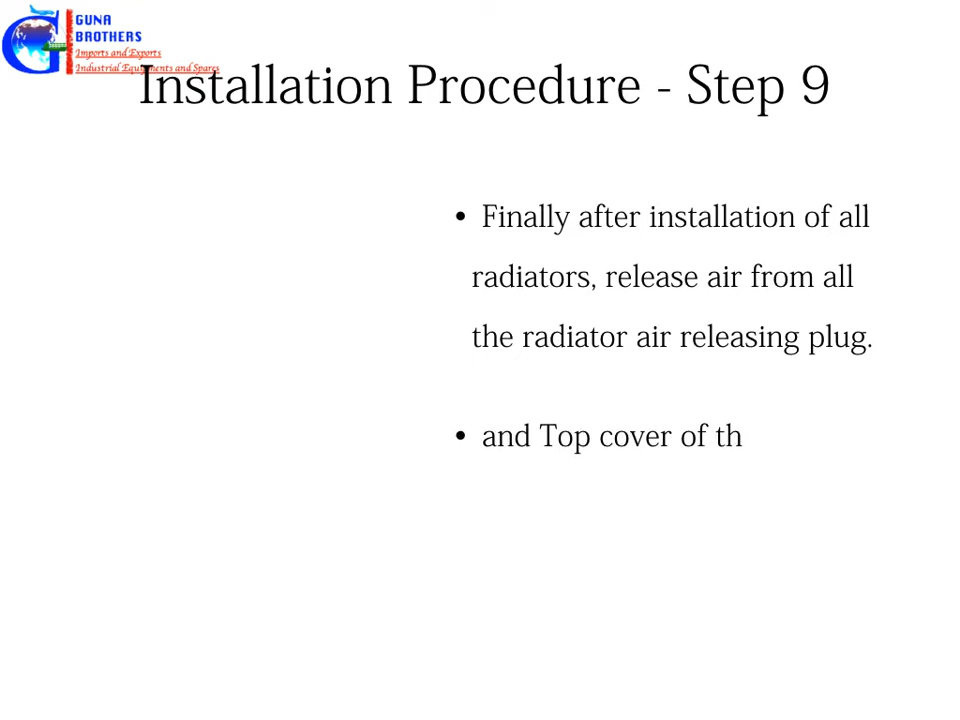 GUNA
BROTHERS
Imports and Exports
Industrial Equipments and Spares
Installation Procedure - Step 9
• Finally after installation of all
radiators, release air from all
the radiator air releasing plug.
• and Top cover of th